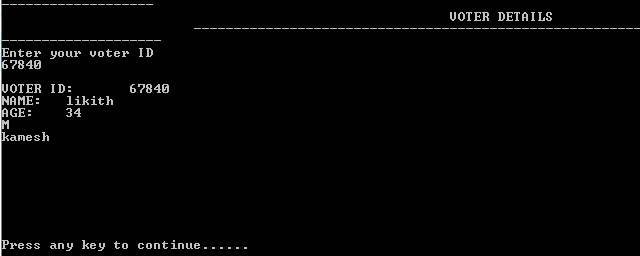 VOTER DETAILS
Enter your voter ID
67840
VOTER ID: 67840
NAME: likith
AGE: 34
M
kamesh
Press any key to continue......